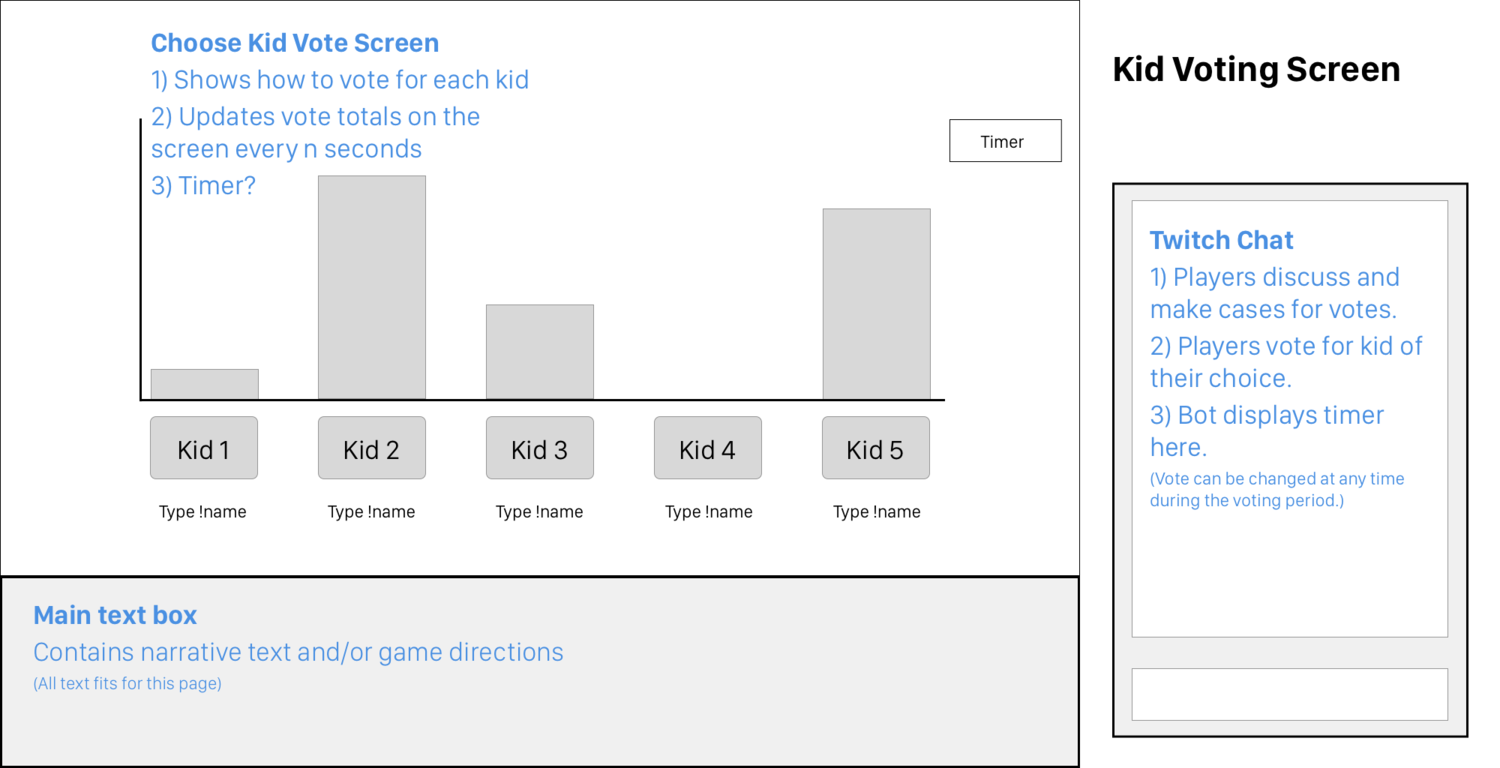 Choose Kid Vote Screen
1) Shows how to vote for each kid
2) Updates vote totals on the
screen every n seconds
3) Timer?
Timer
Kid 1
Kid 2
Kid 3
Kid 4
Kid 5
Type !name
Type !name
Type !name
Type !name
Type !name
Main text box
Contains narrative text and/or game directions
(All text fits for this page)
Kid Voting Screen
Twitch Chat
1) Players discuss and
make cases for votes.
2) Players vote for kid of
their choice.
3) Bot displays timer
here.
(Vote can be changed at any time
during the voting period.)